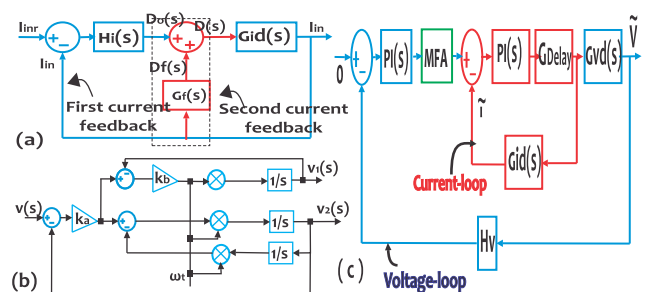 Iinr
Iin
Hi(s)
Do(s)
D(s)
Gid(s)
Iin
Df(s)
Gf(s)
First current
feedback
Second current
feedback
(a)
v(s)
ka
kb
1/s
v1(s)
1/s
v2(s)
1/s
ωt
(b)
0
PI(s)
MFA
PI(s)
GDelay
Gvd(s)
Ṽ
ĩ
Gid(s)
Current-loop
Hv
Voltage-loop
(c)